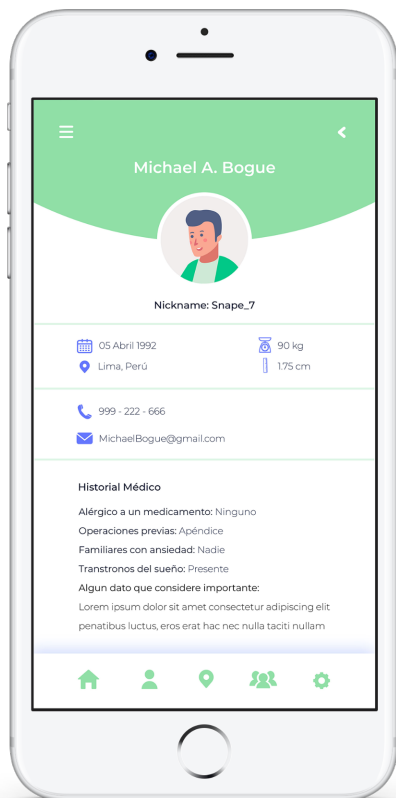 Michael A. Bogue
Nickname: Snape_7
05 Abril 1992
90 kg
Lima, Perú
1.75 cm
999 - 222 - 666
MichaelBogue@gmail.com
Historial Médico
Alérgico a un medicamento: Ninguno
Operaciones previas: Apéndice
Familiares con ansiedad: Nadie
Transtronos del sueño: Presente
Algun dato que considere importante:
Lorem ipsum dolor sit amet consectetur adipiscing elit
penatibus luctus, eros erat hac nec nulla taciti nullam